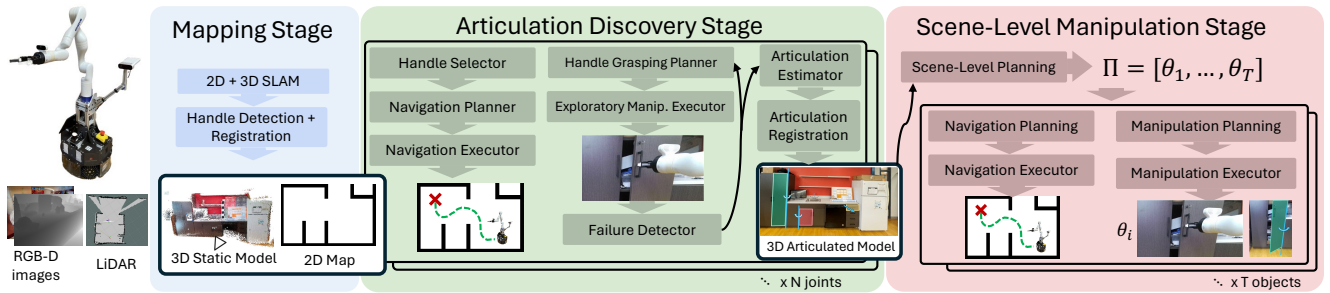 Mapping Stage
2D + 3D SLAM
Handle Detection +
Registration
3D Static Model
2D Map
RGB-D
images
LiDAR
Articulation Discovery Stage
Handle Selector
Navigation Planner
Navigation Executor
Handle Grasping Planner
Exploratory Manip. Executor
Failure Detector
Articulation
Estimator
Articulation
Registration
3D Articulated Model
⋱ x N joints
Scene-Level Manipulation Stage
Scene-Level Planning
Π = [θ₁, … , θ_T]
Navigation Planning
Navigation Executor
Manipulation Planning
Manipulation Executor
θ_i
⋱ x T objects